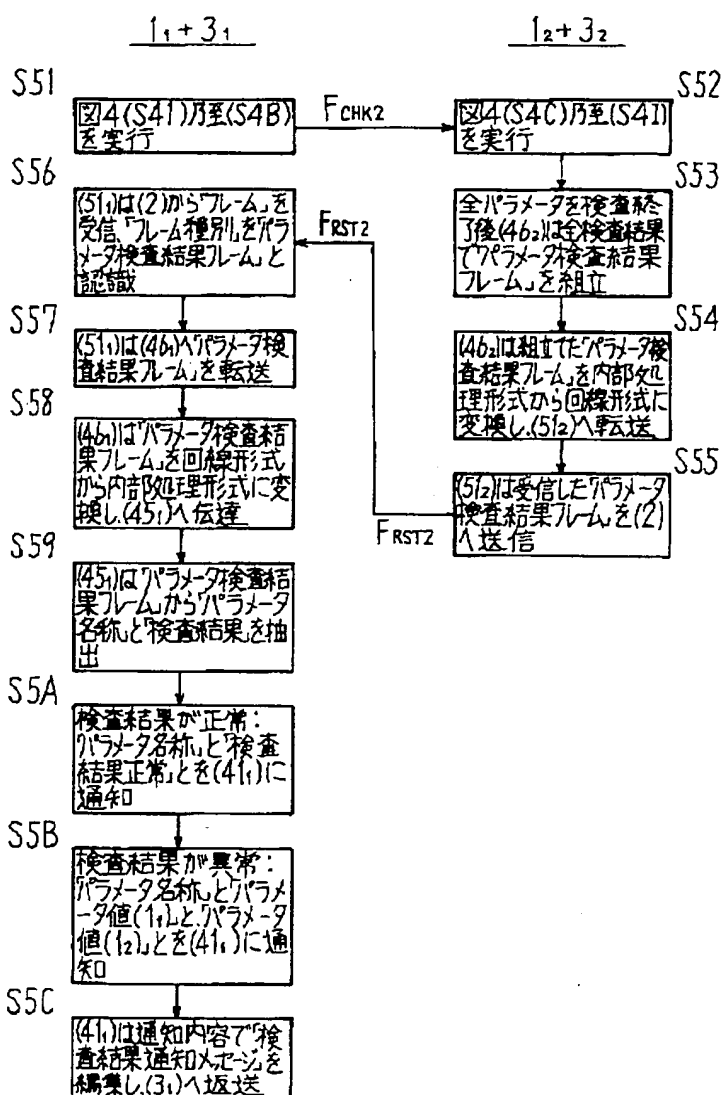 1₁+3₁
1₂+3₂
S51
図4(S41)乃至(S4B)
を実行
FCHK2
S52
図4(S4C)乃至(S4I)
を実行
S56
(51₁)は(2)から「フレーム」を
受信、「フレーム種別」を「パラ
メータ検査結果フレーム」と
認識
FRST2
S53
全パラメータを検査終
了後(46₂)は全検査結果
で「パラメータ検査結果
フレーム」を組立
S57
(51₁)は(46₁)へ「パラメータ検
査結果フレーム」を転送
S54
(46₂)は組立てた「パラメータ検
査結果フレーム」を内部処
理形式から回線形式に
変換し、(51₂)へ転送
S58
(46₁)は「パラメータ検査結
果フレーム」を回線形式
から内部処理形式に変
換し、(45₁)へ伝達
S55
(51₂)は受信した「パラメータ
検査結果フレーム」を(2)
へ送信
FRST2
S59
(45₁)は「パラメータ検査結
果フレーム」から「パラメータ
名称」と「検査結果」を抽
出
S5A
検査結果が正常:
「パラメータ名称」と「検査
結果正常」とを(41₁)に
通知
S5B
検査結果が異常:
「パラメータ名称」と「パラメ
ータ値(1₁)」と、「パラメータ
値(1₂)」とを(41₁)に通
知
S5C
(41₁)は通知内容で「検
査結果通知メッセージ」を
編集し、(3₁)へ返送